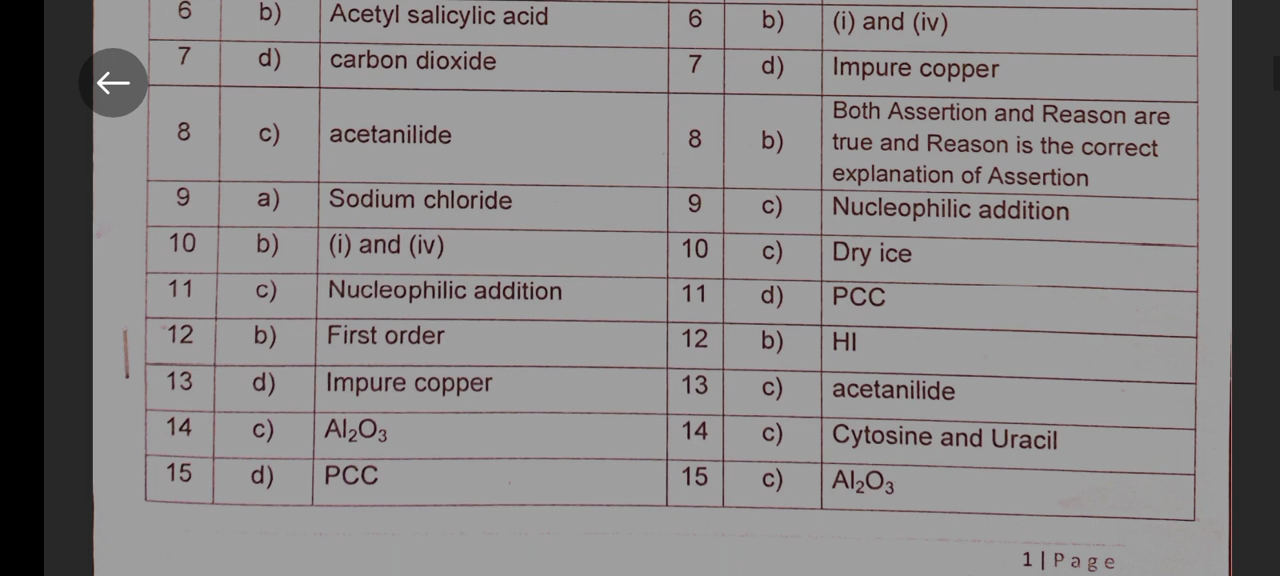 6 b) Acetyl salicylic acid 6 b) (i) and (iv)
7 d) carbon dioxide 7 d) Impure copper
8 c) acetanilide 8 b) Both Assertion and Reason are
true and Reason is the correct
explanation of Assertion
9 a) Sodium chloride 9 c) Nucleophilic addition
10 b) (i) and (iv) 10 c) Dry ice
11 c) Nucleophilic addition 11 d) PCC
12 b) First order 12 b) HI
13 d) Impure copper 13 c) acetanilide
14 c) Al₂O₃ 14 c) Cytosine and Uracil
15 d) PCC 15 c) Al₂O₃
1 | Page